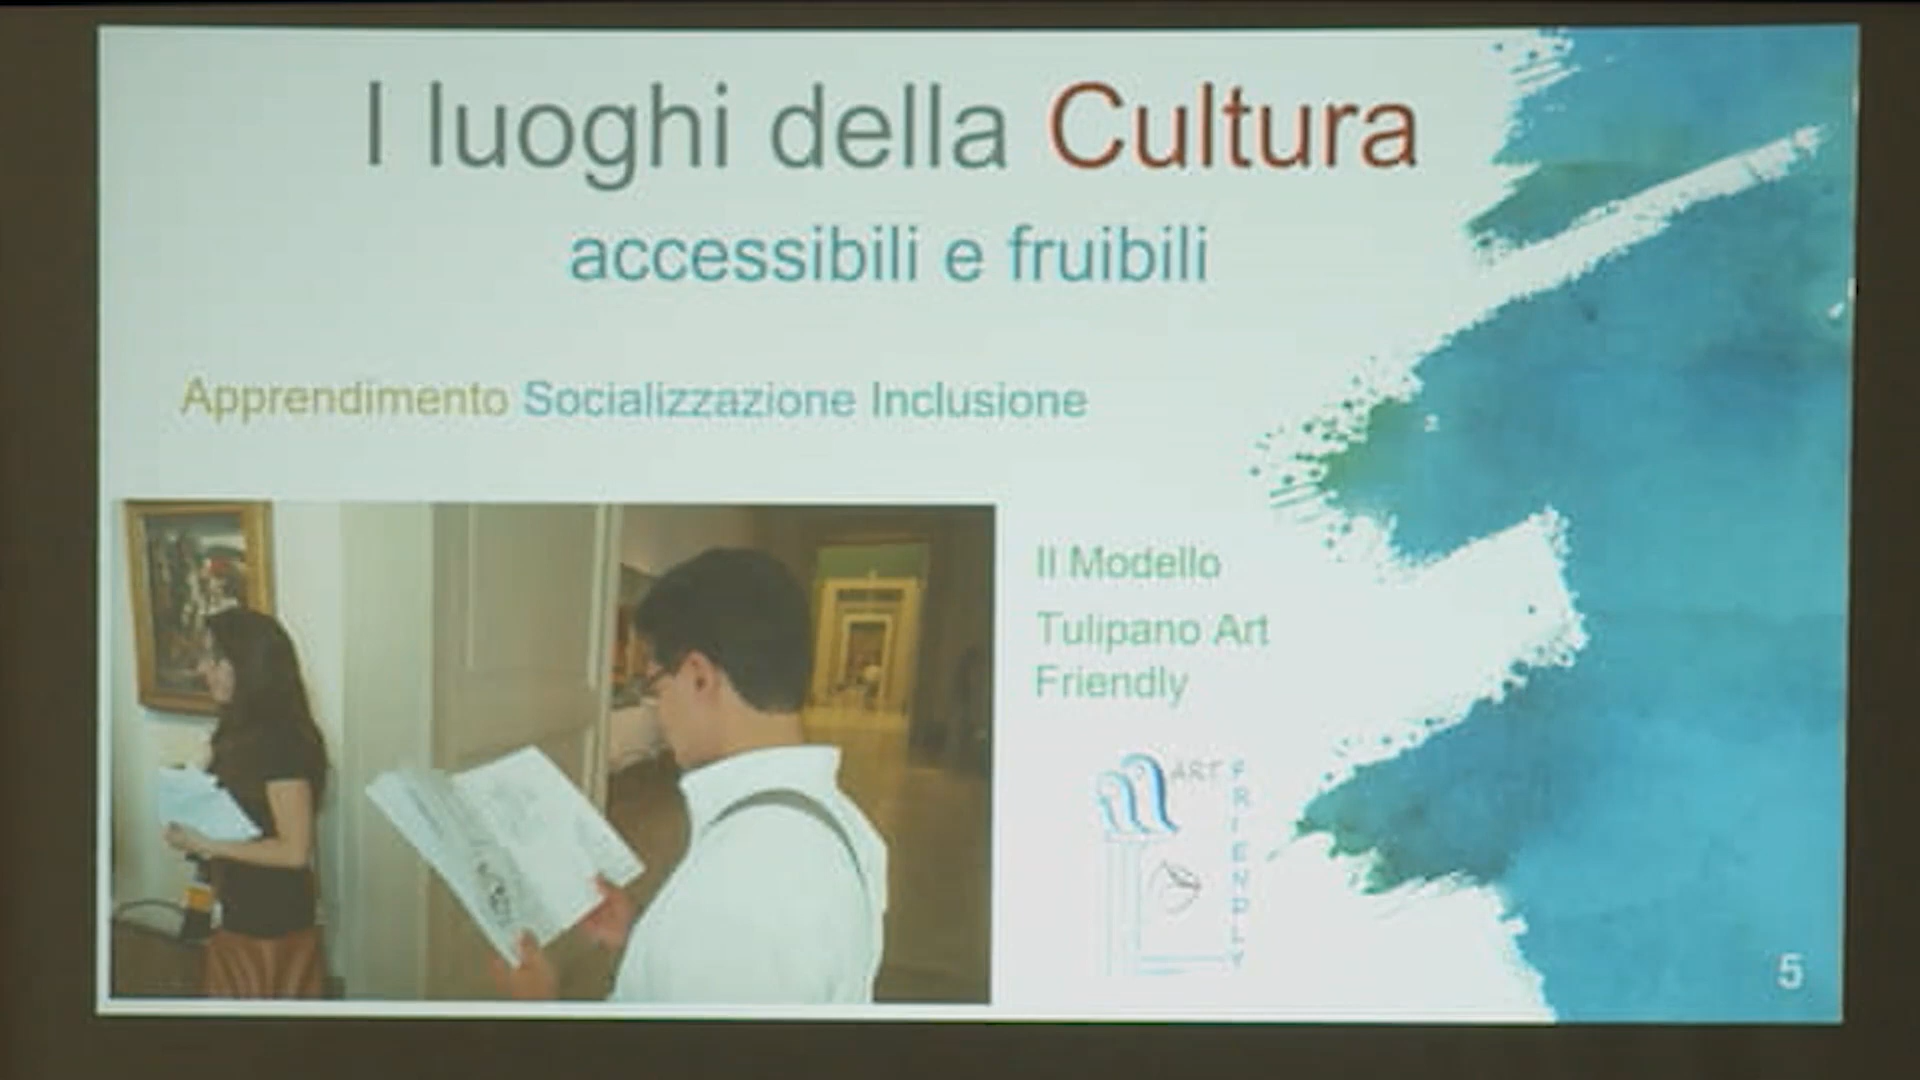 I luoghi della Cultura
accessibili e fruibili
Apprendimento Socializzazione Inclusione
Il Modello
Tulipano Art
Friendly
ART
FRIENDLY
5